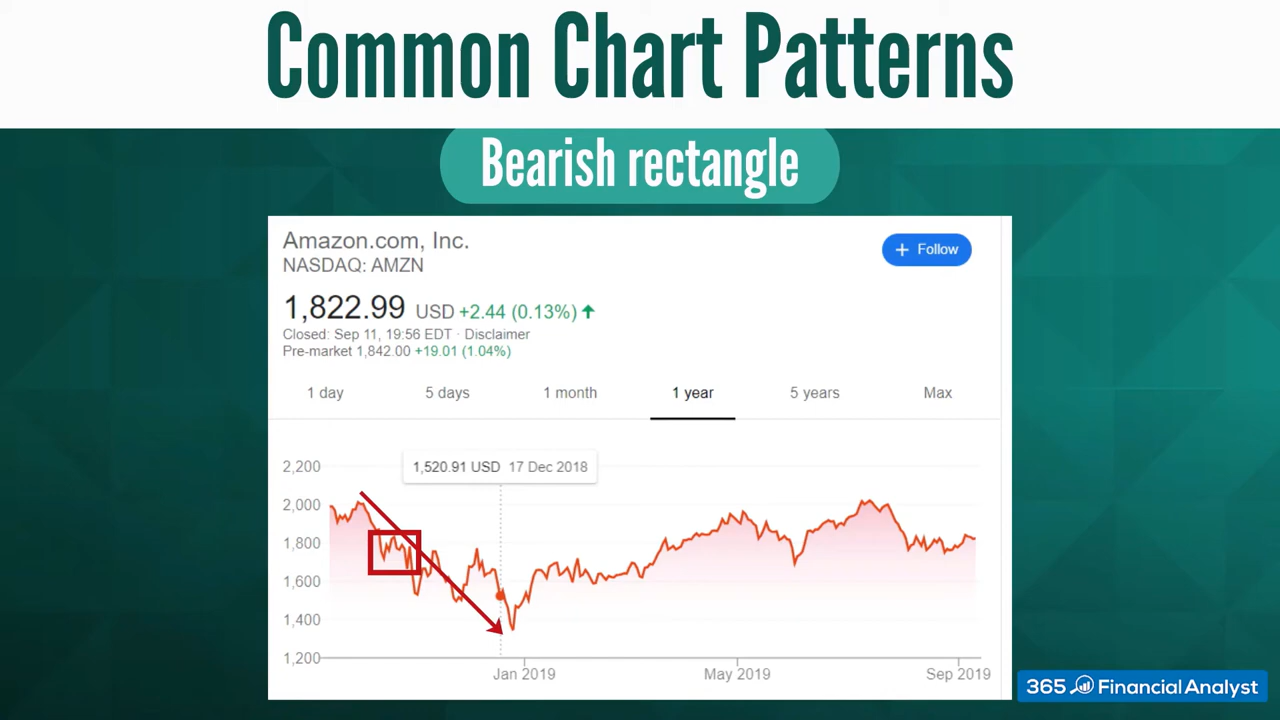 Common Chart Patterns
Bearish rectangle
Amazon.com, Inc.
NASDAQ: AMZN
+ Follow
1,822.99 USD +2.44 (0.13%) ↑
Closed: Sep 11, 19:56 EDT · Disclaimer
Pre-market 1,842.00 +19.01 (1.04%)
1 day 5 days 1 month 1 year 5 years Max
1,520.91 USD 17 Dec 2018
2,200
2,000
1,800
1,600
1,400
1,200
Jan 2019 May 2019 Sep 2019
365 Financial Analyst